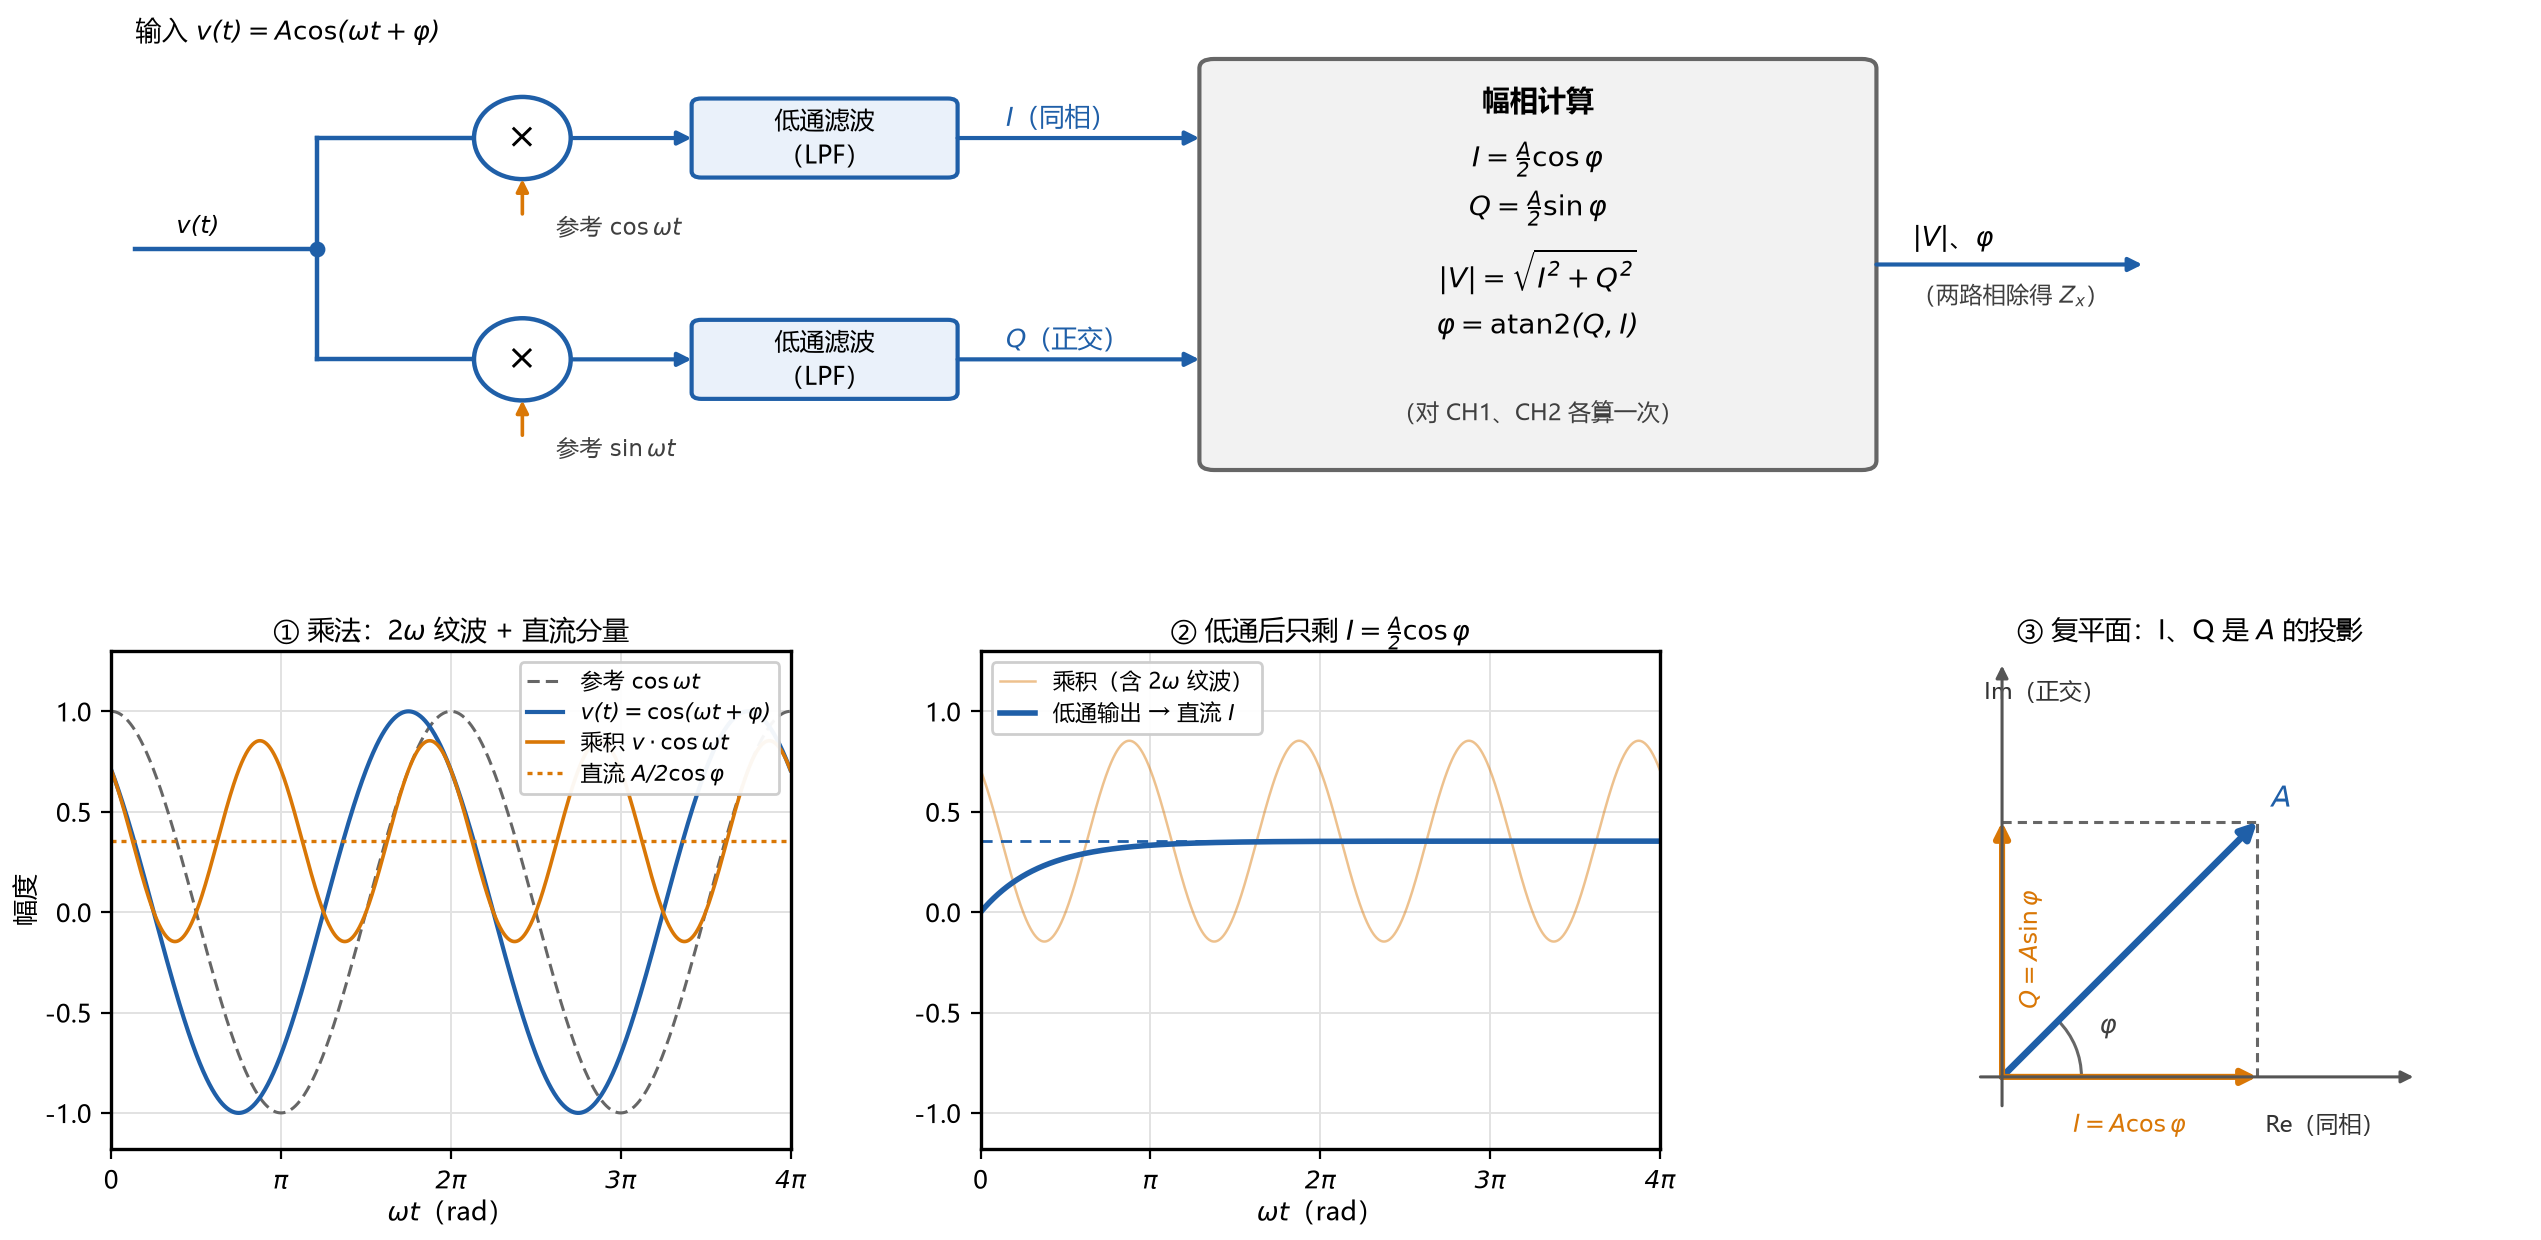 输入 v(t) = Acos(ωt + φ)
v(t)
×
参考 cos ωt
低通滤波
(LPF)
I（同相）
×
参考 sin ωt
低通滤波
(LPF)
Q（正交）
幅相计算
I = A/2 cos φ
Q = A/2 sin φ
|V| = √(I² + Q²)
φ = atan2(Q, I)
(对 CH1、CH2 各算一次)
|V|、φ
(两路相除得 Zₓ)
① 乘法：2ω 纹波 + 直流分量
参考 cos ωt
v(t) = cos(ωt + φ)
乘积 v · cos ωt
直流 A/2cos φ
幅度
1.0
0.5
0.0
-0.5
-1.0
0 π 2π 3π 4π
ωt（rad）
② 低通后只剩 I = A/2 cos φ
乘积（含 2ω 纹波）
低通输出 → 直流 I
1.0
0.5
0.0
-0.5
-1.0
0 π 2π 3π 4π
ωt（rad）
③ 复平面：I、Q 是 A 的投影
Im（正交）
A
Q = Asin φ
φ
I = Acos φ
Re（同相）